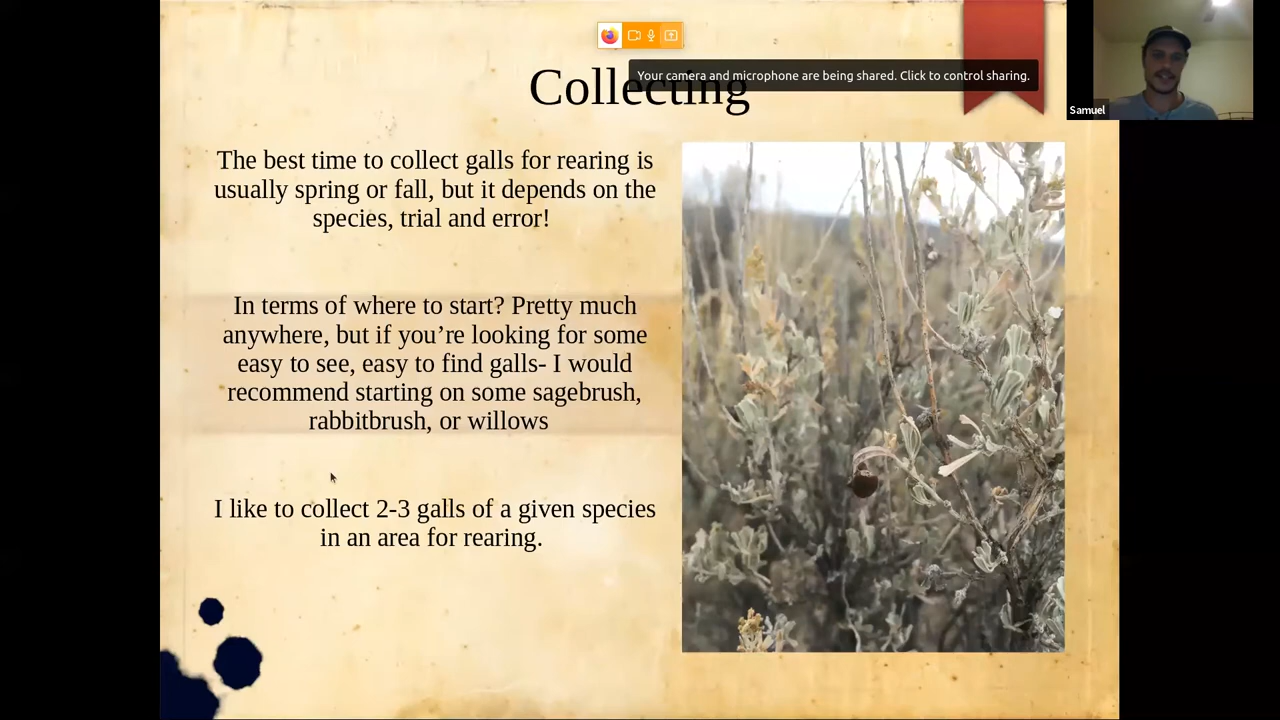 Your camera and microphone are being shared. Click to control sharing.
Samuel
Collecting
The best time to collect galls for rearing is
usually spring or fall, but it depends on the
species, trial and error!
In terms of where to start? Pretty much
anywhere, but if you’re looking for some
easy to see, easy to find galls- I would
recommend starting on some sagebrush,
rabbitbrush, or willows
I like to collect 2-3 galls of a given species
in an area for rearing.